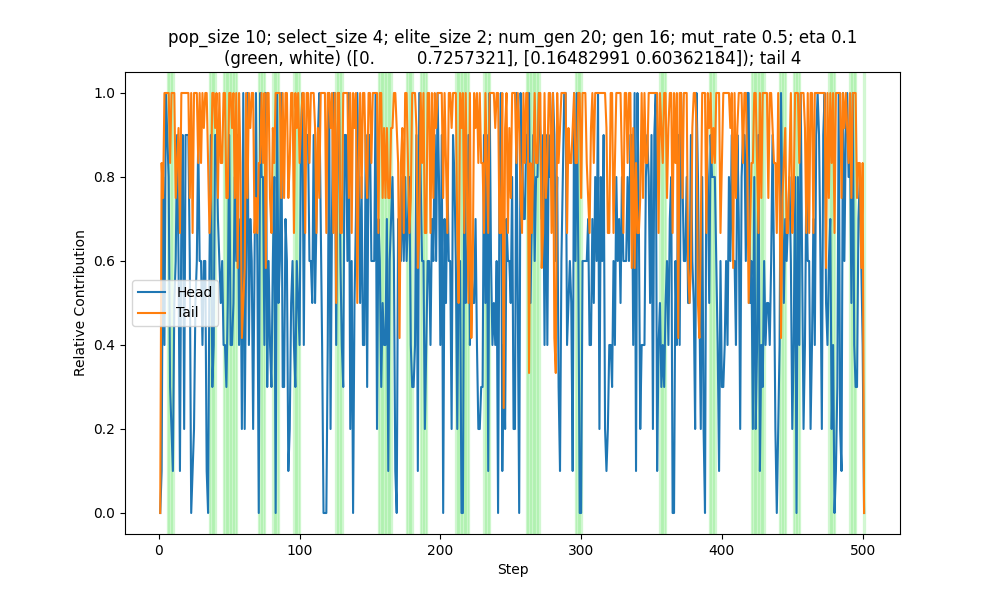 pop_size 10; select_size 4; elite_size 2; num_gen 20; gen 16; mut_rate 0.5; eta 0.1
(green, white) ([0. 0.7257321], [0.16482991 0.60362184]); tail 4
1.0
0.8
0.6
0.4
0.2
0.0
Relative Contribution
Head
Tail
0 100 200 300 400 500
Step